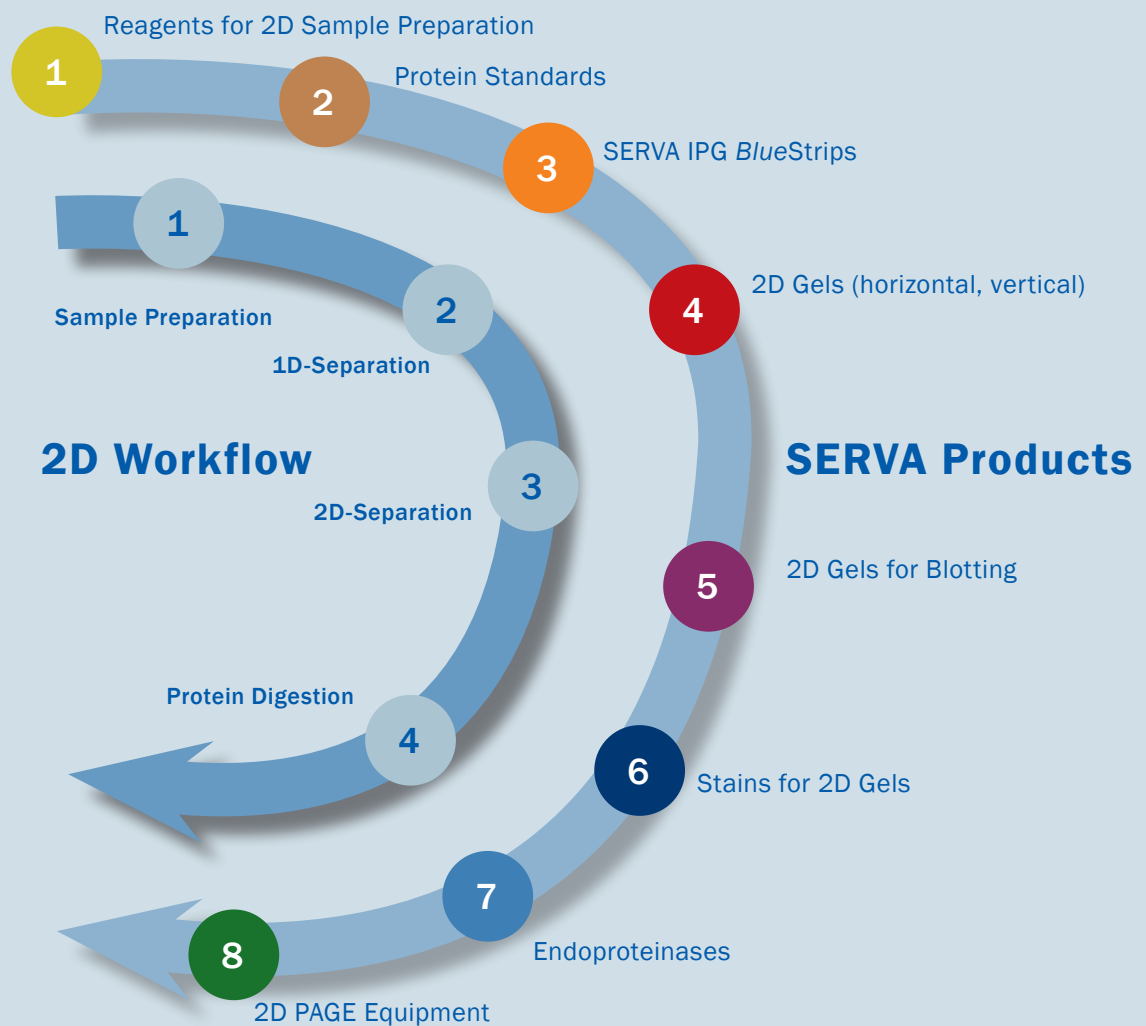 Reagents for 2D Sample Preparation
1
Protein Standards
2
SERVA IPG BlueStrips
3
1
2D Gels (horizontal, vertical)
4
2
Sample Preparation
1D-Separation
2D Workflow
SERVA Products
3
2D-Separation
2D Gels for Blotting
5
Protein Digestion
4
6
Stains for 2D Gels
7
Endoproteinases
8
2D PAGE Equipment